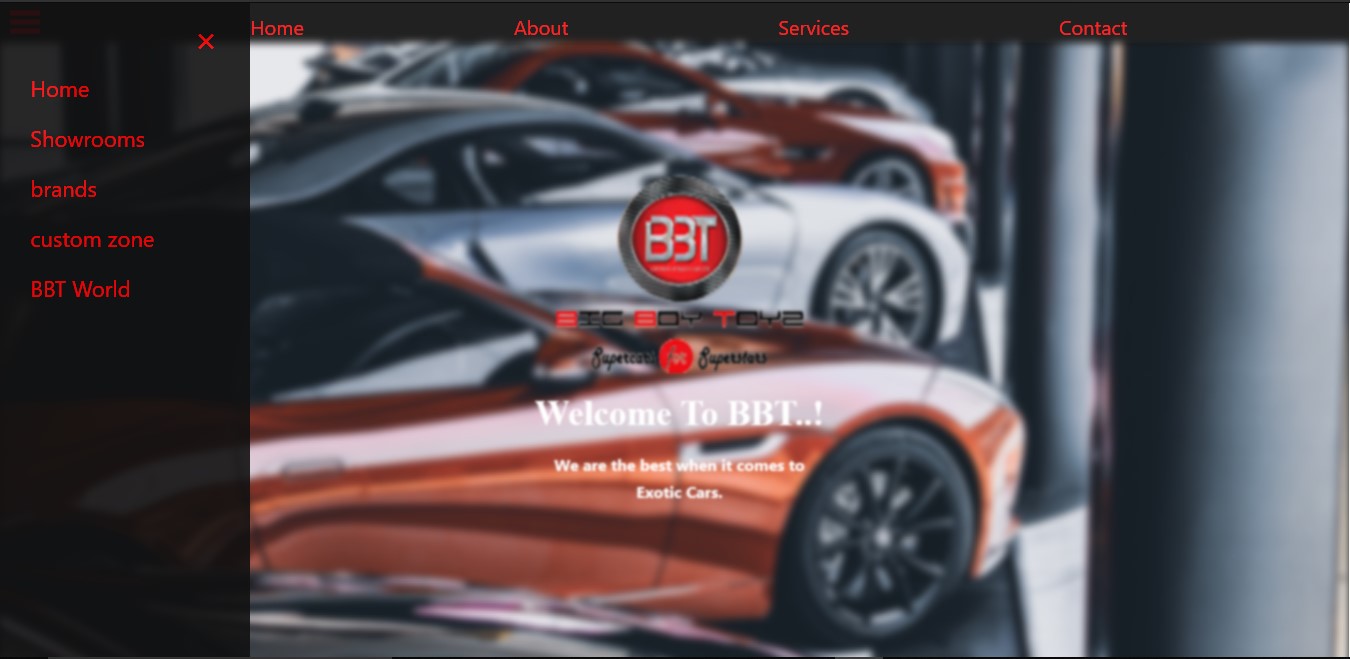 Home About Services Contact
×
Home
Showrooms
brands
custom zone
BBT World
BBT
BIG BOY TOYZ
Supercars for Superstars
Welcome To BBT..!
We are the best when it comes to
Exotic Cars.